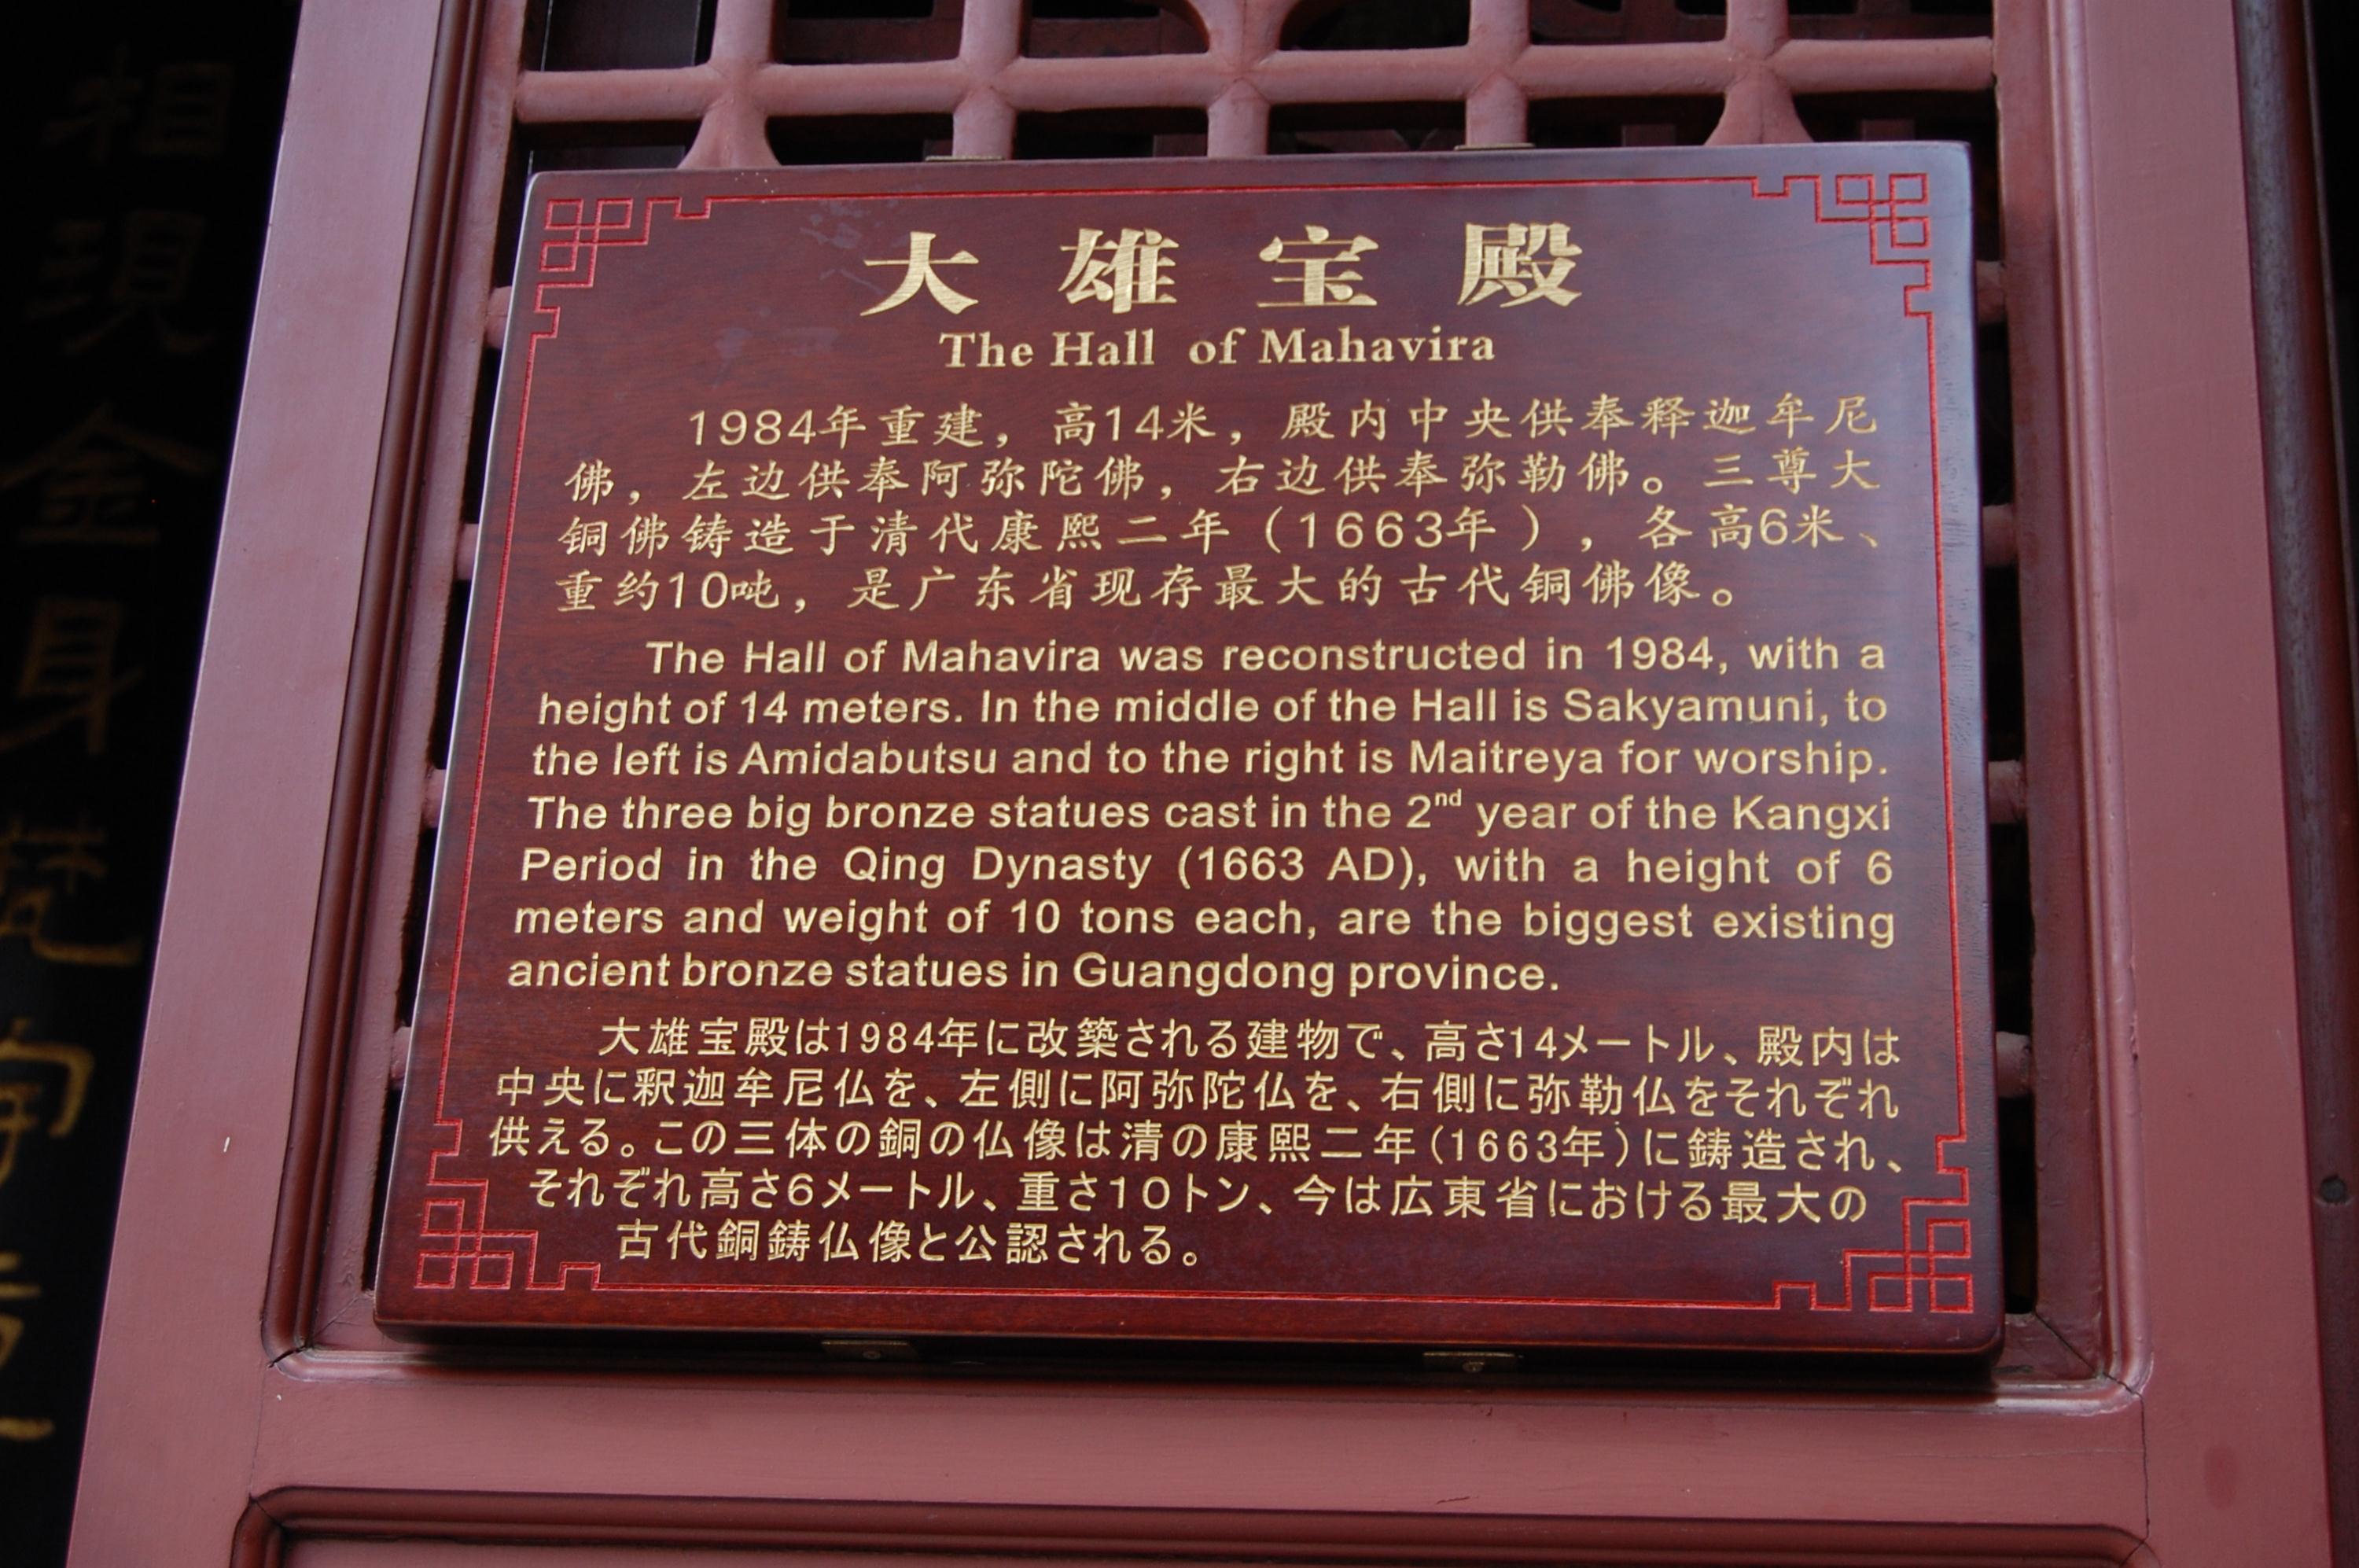 大雄宝殿
The Hall of Mahavira
1984年重建，高14米，殿内中央供奉释迦牟尼
佛，左边供奉阿弥陀佛，右边供奉弥勒佛。三尊大
铜佛铸造于清代康熙二年（1663年），各高6米、
重约10吨，是广东省现存最大的古代铜佛像。
The Hall of Mahavira was reconstructed in 1984, with a
height of 14 meters. In the middle of the Hall is Sakyamuni, to
the left is Amidabutsu and to the right is Maitreya for worship.
The three big bronze statues cast in the 2nd year of the Kangxi
Period in the Qing Dynasty (1663 AD), with a height of 6
meters and weight of 10 tons each, are the biggest existing
ancient bronze statues in Guangdong province.
大雄宝殿は1984年に改築される建物で、高さ14メートル、殿内は
中央に釈迦牟尼仏を、左側に阿弥陀仏を、右側に弥勒仏をそれぞれ
供える。この三体の銅の仏像は清の康熙二年(1663年)に鋳造され、
それぞれ高さ6メートル、重さ10トン、今は広東省における最大の
古代銅鋳仏像と公認される。
相現金身